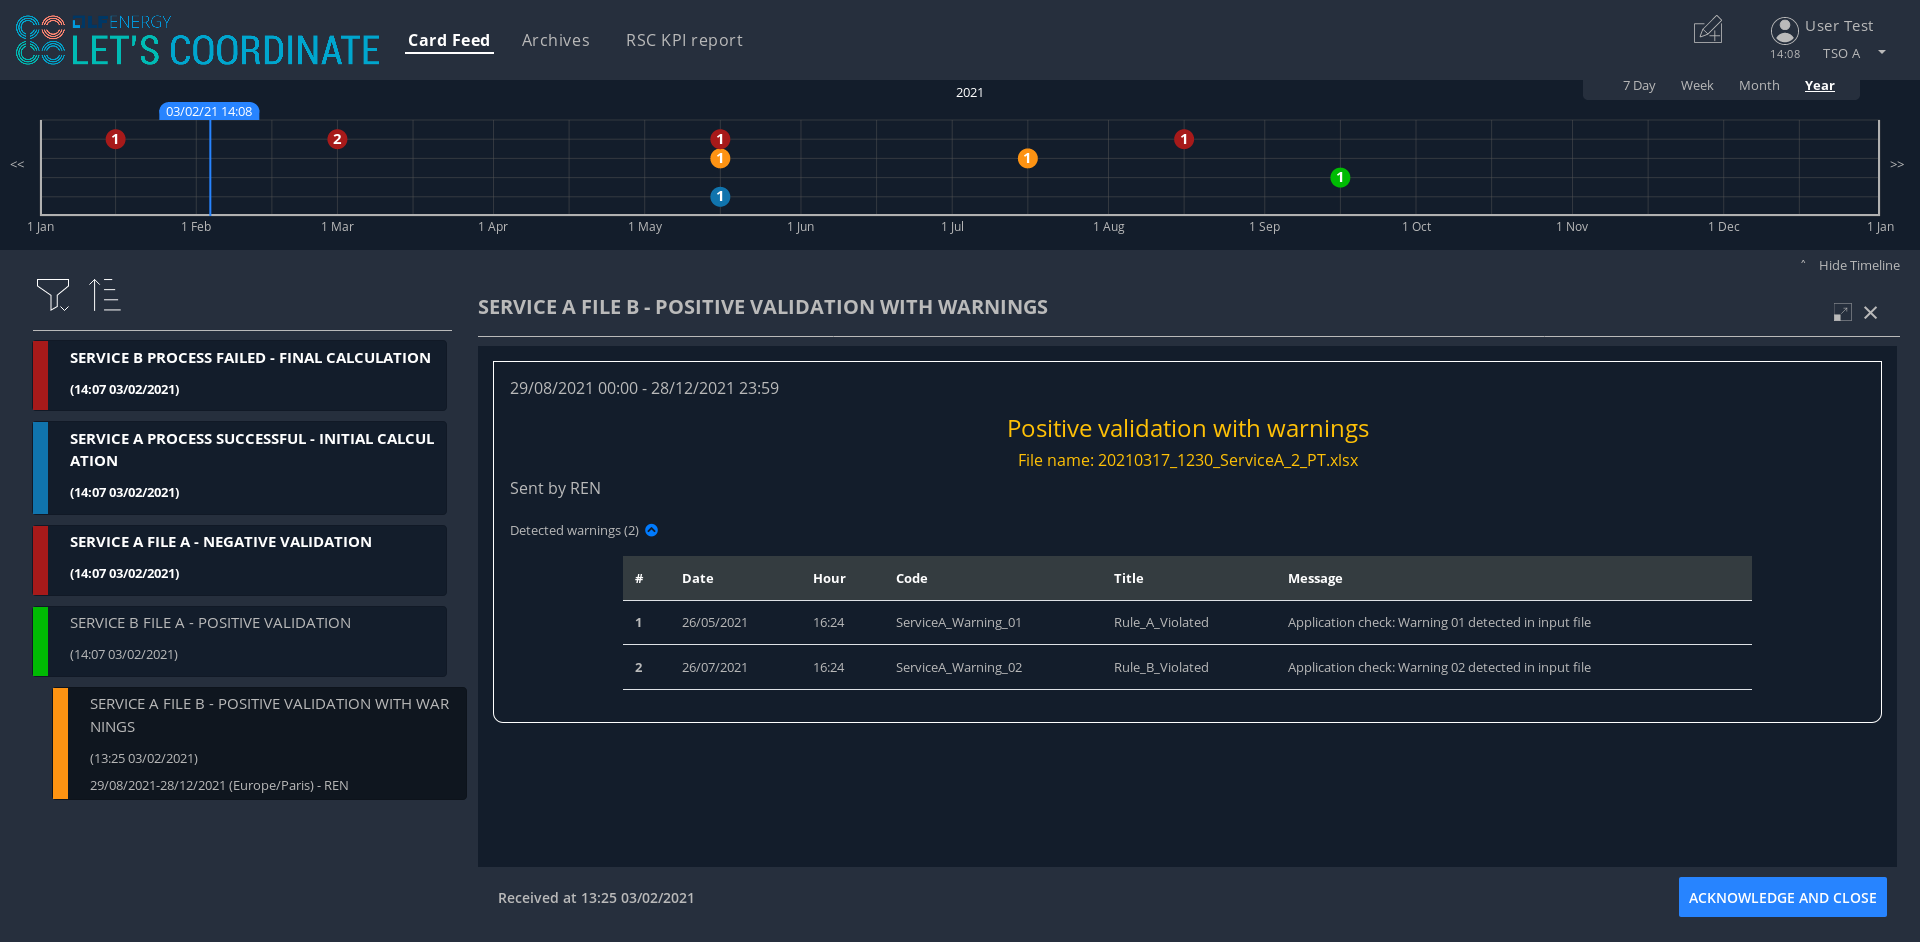 ENERGY
LET'S COORDINATE
Card Feed
Archives
RSC KPI report
User Test
14:08
TSO A
2021
7 Day
Week
Month
Year
03/02/21 14:08
1
2
1
1
1
1
1
1
<<
>>
1 Jan
1 Feb
1 Mar
1 Apr
1 May
1 Jun
1 Jul
1 Aug
1 Sep
1 Oct
1 Nov
1 Dec
1 Jan
Hide Timeline
SERVICE B PROCESS FAILED - FINAL CALCULATION
(14:07 03/02/2021)
SERVICE A PROCESS SUCCESSFUL - INITIAL CALCUL
ATION
(14:07 03/02/2021)
SERVICE A FILE A - NEGATIVE VALIDATION
(14:07 03/02/2021)
SERVICE B FILE A - POSITIVE VALIDATION
(14:07 03/02/2021)
SERVICE A FILE B - POSITIVE VALIDATION WITH WAR
NINGS
(13:25 03/02/2021)
29/08/2021-28/12/2021 (Europe/Paris) - REN
SERVICE A FILE B - POSITIVE VALIDATION WITH WARNINGS
29/08/2021 00:00 - 28/12/2021 23:59
Positive validation with warnings
File name: 20210317_1230_ServiceA_2_PT.xlsx
Sent by REN
Detected warnings (2)
# Date Hour Code Title Message
1 26/05/2021 16:24 ServiceA_Warning_01 Rule_A_Violated Application check: Warning 01 detected in input file
2 26/07/2021 16:24 ServiceA_Warning_02 Rule_B_Violated Application check: Warning 02 detected in input file
Received at 13:25 03/02/2021
ACKNOWLEDGE AND CLOSE